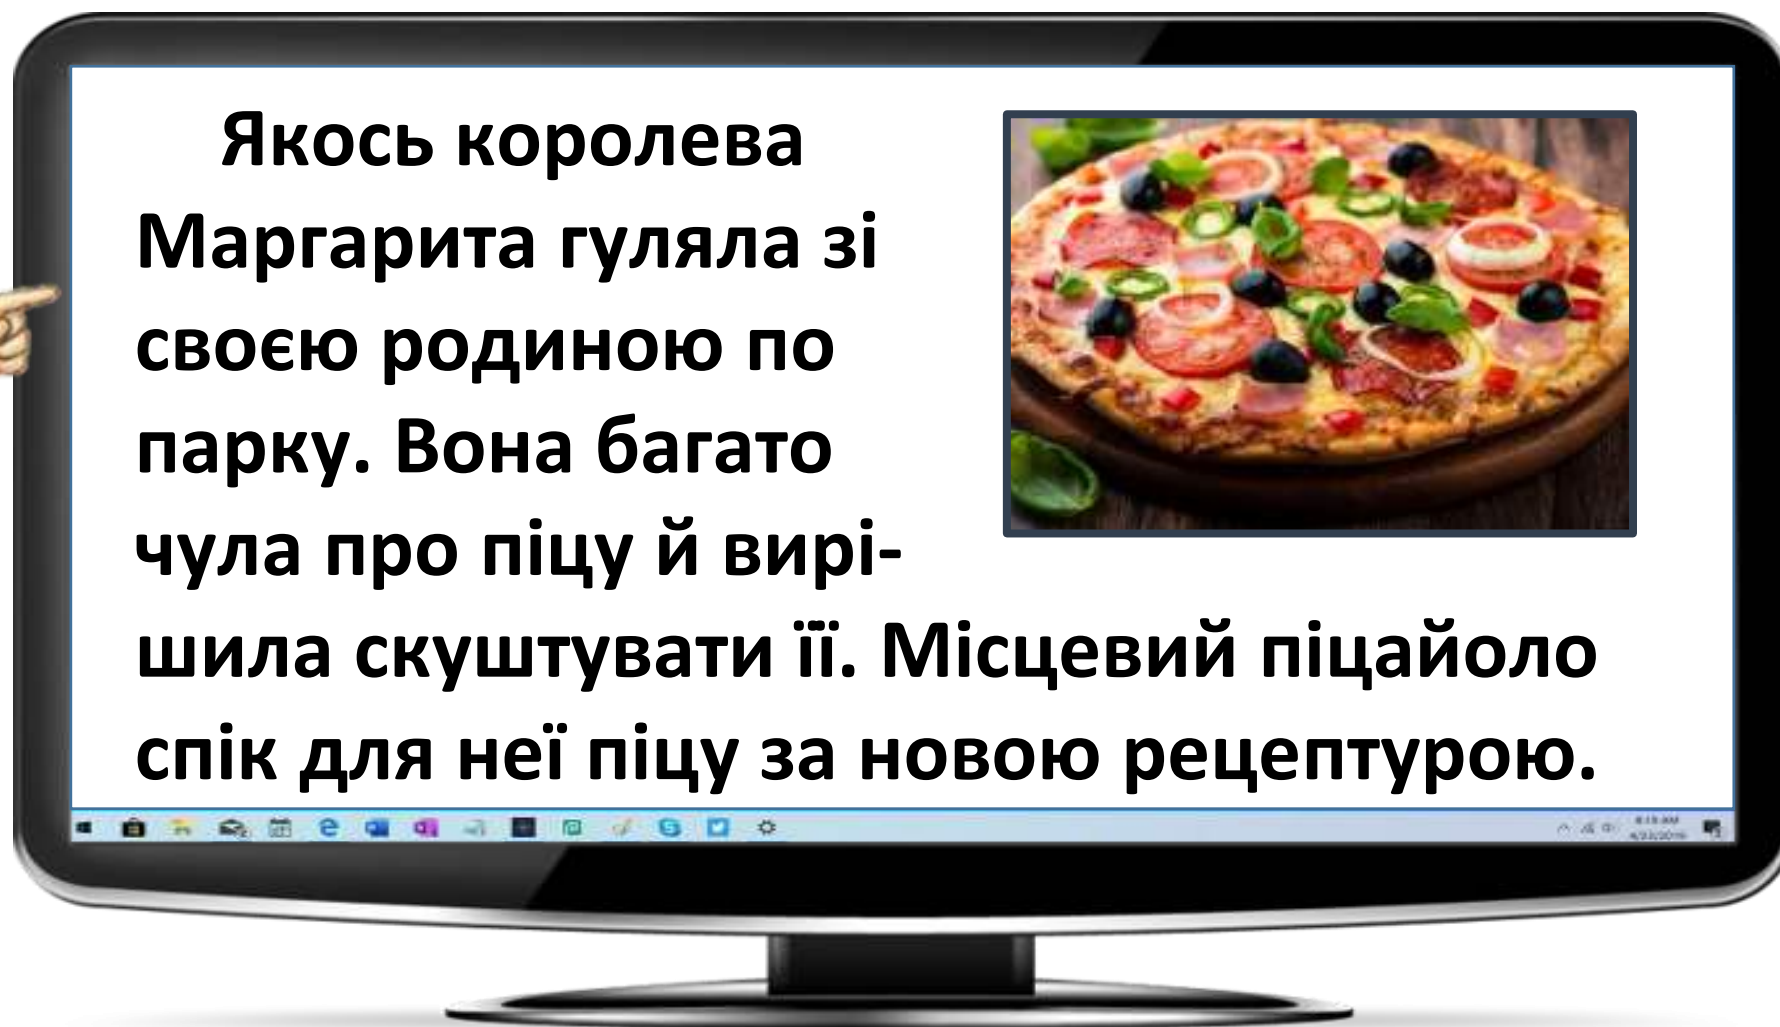 Якось королева
Маргарита гуляла зі
своєю родиною по
парку. Вона багато
чула про піцу й вирі-
шила скуштувати її. Місцевий піцайоло
спік для неї піцу за новою рецептурою.